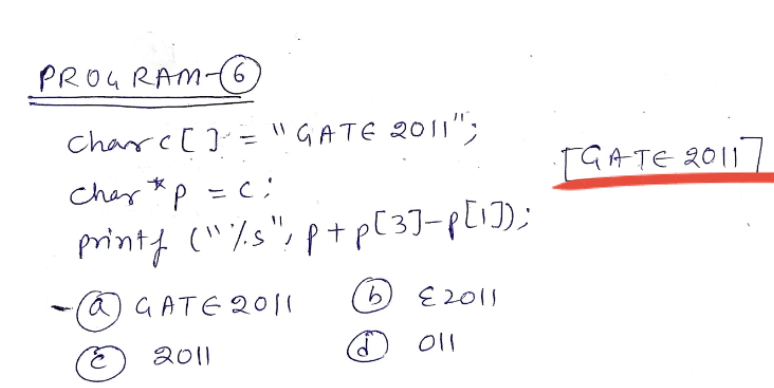 PROGRAM-6
char c[] = "GATE 2011";
[GATE 2011]
char *p = c;
printf ("%s", p+p[3]-p[1]);
a GATE 2011 b E2011
c 2011 d 011